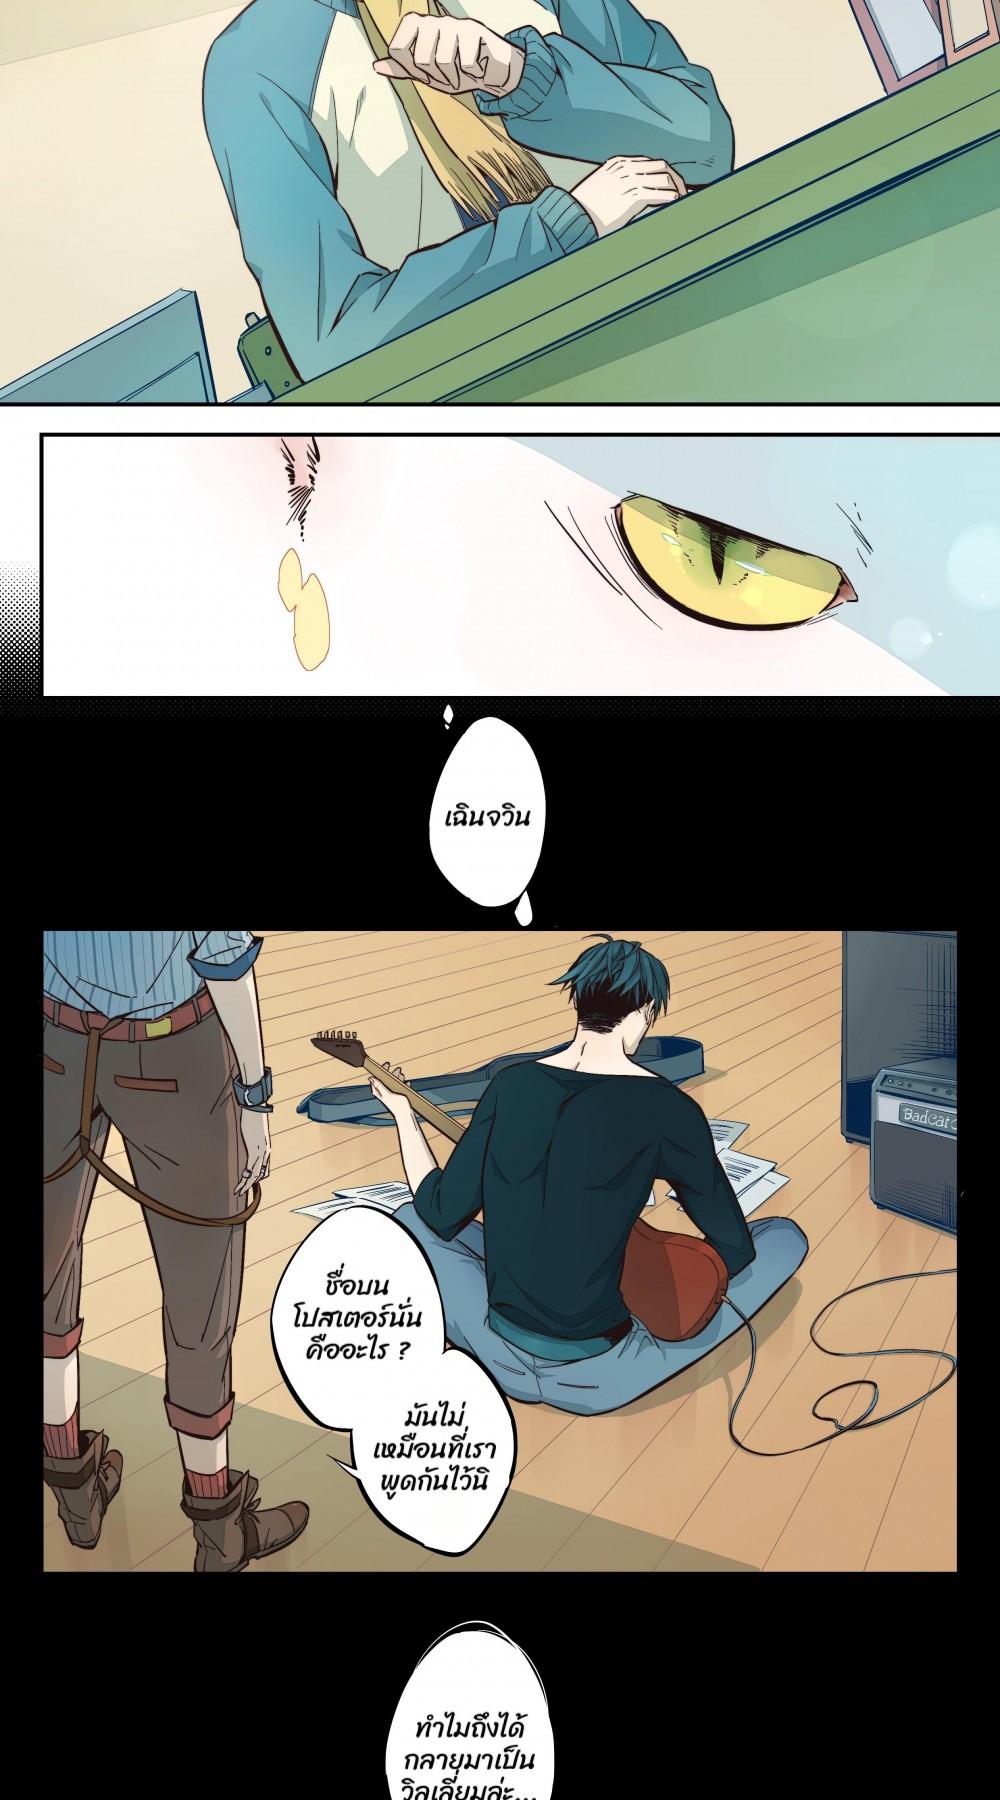 เฉินจวิน
Badcat
ชื่อบน
โปสเตอร์นั่น
คืออะไร ?
มันไม่
เหมือนที่เรา
พูดกันไว้นิ
ทำไมถึงได้
กลายมาเป็น
วิลเลี่ยมล่ะ...